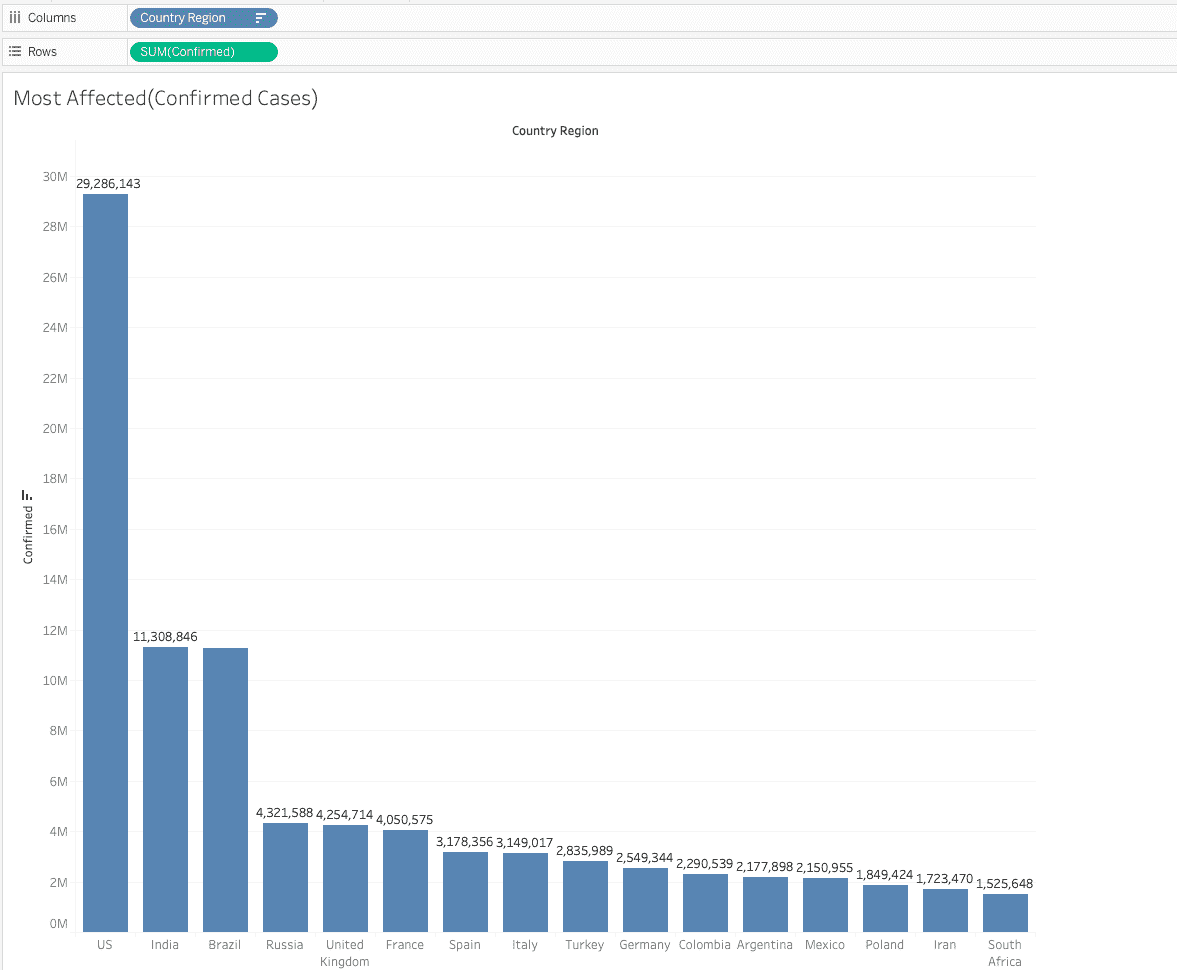 Columns
Country Region
Rows
SUM(Confirmed)
Most Affected(Confirmed Cases)
Country Region
30M
28M
26M
24M
22M
20M
18M
16M
14M
12M
10M
8M
6M
4M
2M
0M
Confirmed
29,286,143
11,308,846
4,321,588
4,254,714
4,050,575
3,178,356
3,149,017
2,835,989
2,549,344
2,290,539
2,177,898
2,150,955
1,849,424
1,723,470
1,525,648
US
India
Brazil
Russia
United
Kingdom
France
Spain
Italy
Turkey
Germany
Colombia
Argentina
Mexico
Poland
Iran
South
Africa